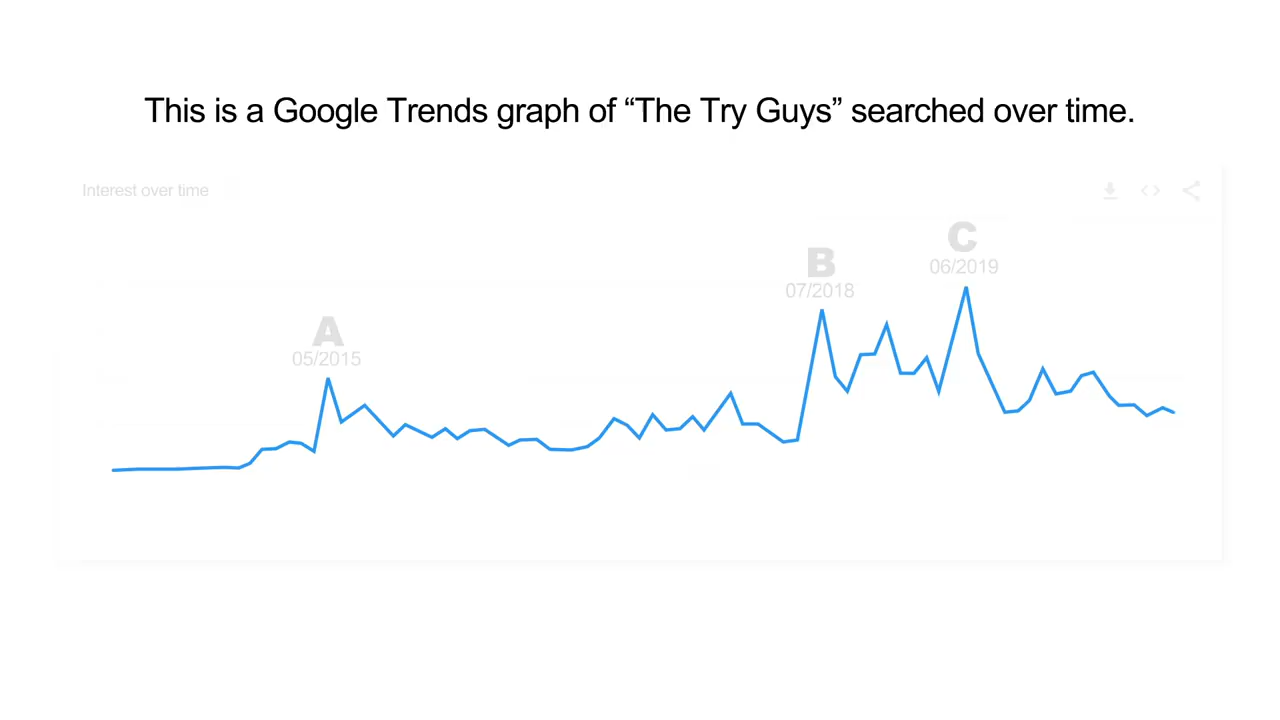 This is a Google Trends graph of “The Try Guys” searched over time.
Interest over time
C
06/2019
B
07/2018
A
05/2015